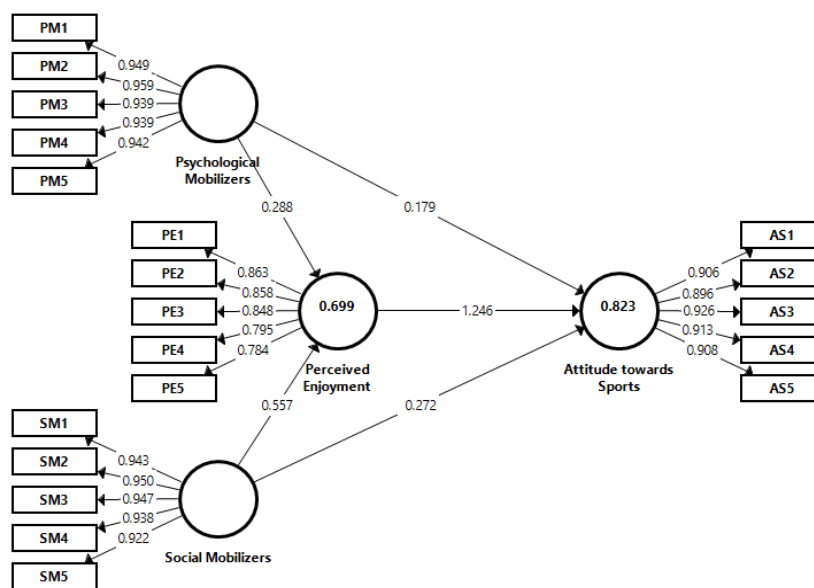 PM1
PM2
PM3
PM4
PM5
0.949
0.959
0.939
0.939
0.942
Psychological
Mobilizers
0.288
0.179
PE1
PE2
PE3
PE4
PE5
0.863
0.858
0.848
0.795
0.784
0.699
Perceived
Enjoyment
1.246
0.823
Attitude towards
Sports
0.906
0.896
0.926
0.913
0.908
AS1
AS2
AS3
AS4
AS5
0.557
0.272
SM1
SM2
SM3
SM4
SM5
0.943
0.950
0.947
0.938
0.922
Social Mobilizers